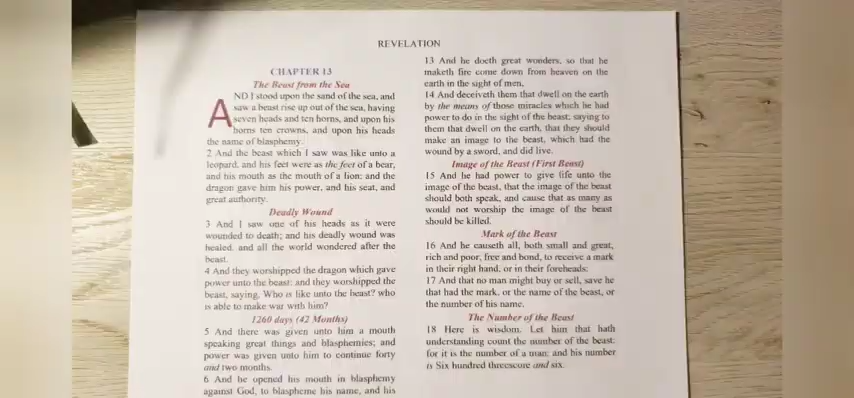 REVELATION
CHAPTER 13
The Beast from the Sea
AND I stood upon the sand of the sea, and
saw a beast rise up out of the sea, having
seven heads and ten horns, and upon his
horns ten crowns, and upon his heads
the name of blasphemy.
2 And the beast which I saw was like unto a
leopard, and his feet were as the feet of a bear,
and his mouth as the mouth of a lion: and the
dragon gave him his power, and his seat, and
great authority.
Deadly Wound
3 And I saw one of his heads as it were
wounded to death; and his deadly wound was
healed, and all the world wondered after the
beast.
4 And they worshipped the dragon which gave
power unto the beast: and they worshipped the
beast, saying, Who is like unto the beast? who
is able to make war with him?
1260 days (42 Months)
5 And there was given unto him a mouth
speaking great things and blasphemies; and
power was given unto him to continue forty
and two months.
6 And he opened his mouth in blasphemy
against God, to blaspheme his name, and his
13 And he doeth great wonders, so that he
maketh fire come down from heaven on the
earth in the sight of men,
14 And deceiveth them that dwell on the earth
by the means of those miracles which he had
power to do in the sight of the beast; saying to
them that dwell on the earth, that they should
make an image to the beast, which had the
wound by a sword, and did live.
Image of the Beast (First Beast)
15 And he had power to give life unto the
image of the beast, that the image of the beast
should both speak, and cause that as many as
would not worship the image of the beast
should be killed.
Mark of the Beast
16 And he causeth all, both small and great,
rich and poor, free and bond, to receive a mark
in their right hand, or in their foreheads:
17 And that no man might buy or sell, save he
that had the mark, or the name of the beast, or
the number of his name.
The Number of the Beast
18 Here is wisdom. Let him that hath
understanding count the number of the beast:
for it is the number of a man; and his number
is Six hundred threescore and six.